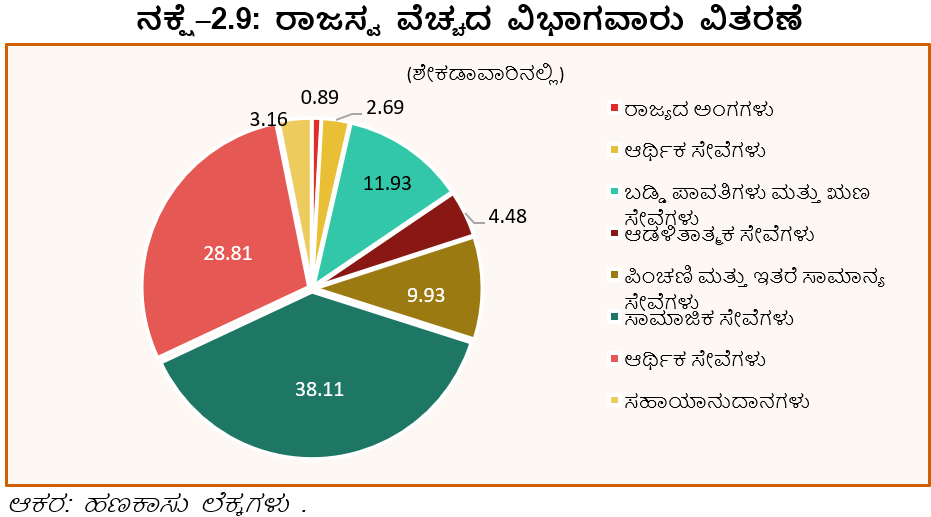 ನಕ್ಷೆ–2.9: ರಾಜಸ್ವ ವೆಚ್ಚದ ವಿಭಾಗವಾರು ವಿತರಣೆ
(ಶೇಕಡಾವಾರಿನಲ್ಲಿ)
0.89
2.69
3.16
11.93
4.48
28.81
9.93
38.11
ರಾಜ್ಯದ ಅಂಗಗಳು
ಆರ್ಥಿಕ ಸೇವೆಗಳು
ಬಡ್ಡಿ ಪಾವತಿಗಳು ಮತ್ತು ಋಣ
ಸೇವೆಗಳು
ಆಡಳಿತಾತ್ಮಕ ಸೇವೆಗಳು
ಪಿಂಚಣಿ ಮತ್ತು ಇತರೆ ಸಾಮಾನ್ಯ
ಸೇವೆಗಳು
ಸಾಮಾಜಿಕ ಸೇವೆಗಳು
ಆರ್ಥಿಕ ಸೇವೆಗಳು
ಸಹಾಯಾನುದಾನಗಳು
ಆಕರ: ಹಣಕಾಸು ಲೆಕ್ಕಗಳು .